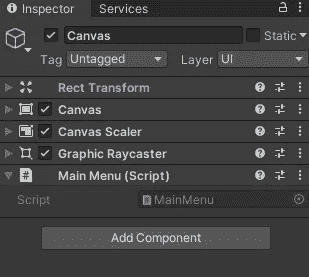 Inspector
Services
Canvas
Static
Tag Untagged Layer UI
Rect Transform
Canvas
Canvas Scaler
Graphic Raycaster
# Main Menu (Script)
Script MainMenu
Add Component